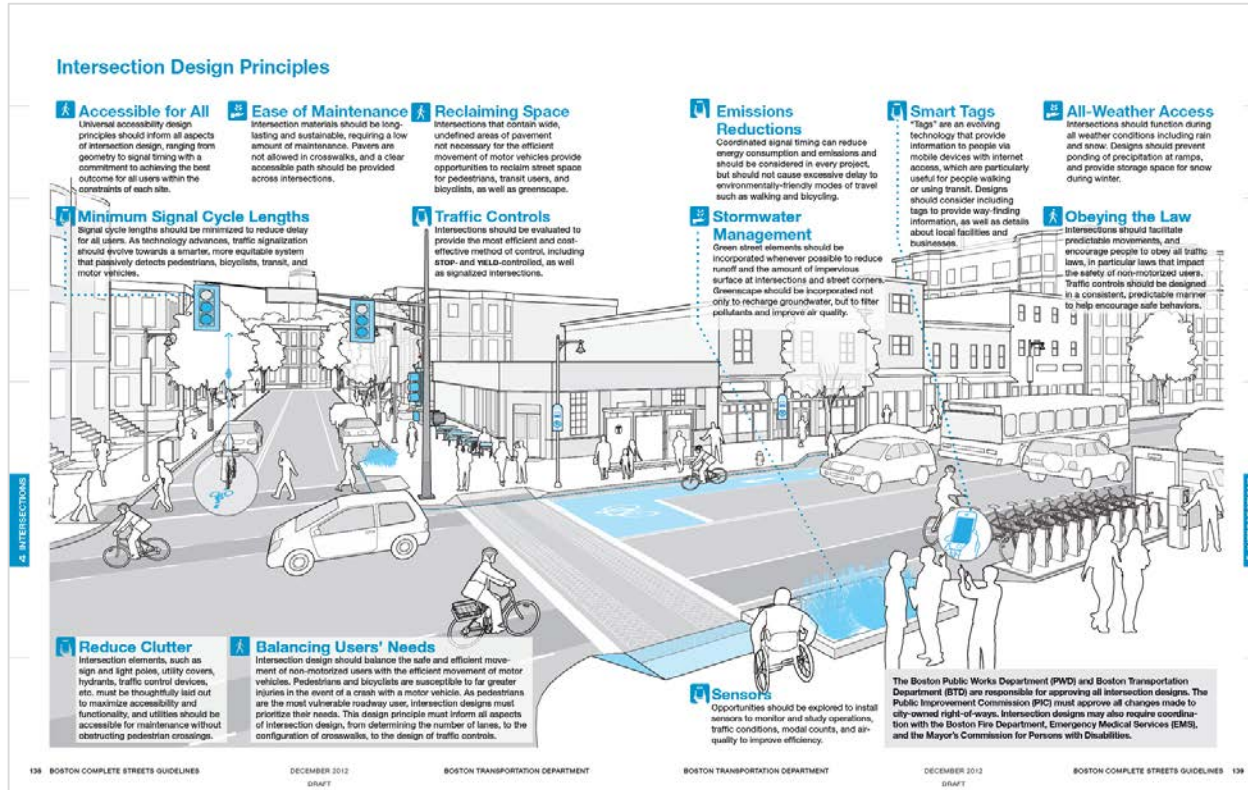 Intersection Design Principles
Accessible for All
Universal accessibility design
principles should inform all aspects
of intersection design, ranging from
geometry to signal timing with a
commitment to achieving the best
outcome for all users within the
constraints of each site.
Ease of Maintenance
Intersection materials should be long-
lasting and sustainable, requiring a low
amount of maintenance. Pavers are
not allowed in crosswalks, and a clear
accessible path should be provided
across intersections.
Reclaiming Space
Intersections that contain wide,
undefined areas of pavement
not necessary for the efficient
movement of motor vehicles provide
opportunities to reclaim street space
for pedestrians, transit users, and
bicyclists, as well as greenscape.
Minimum Signal Cycle Lengths
Signal cycle lengths should be minimized to reduce delay
for all users. As technology advances, traffic signalization
should evolve towards a smarter, more equitable system
that passively detects pedestrians, bicyclists, transit, and
motor vehicles.
Traffic Controls
Intersections should be evaluated to
provide the most efficient and cost-
effective method of control, including
STOP- and YIELD-controlled, as well
as signalized intersections.
Emissions
Reductions
Coordinated signal timing can reduce
energy consumption and emissions and
should be considered in every project,
but should not cause excessive delay to
environmentally-friendly modes of travel
such as walking and bicycling.
Smart Tags
"Tags" are an evolving
technology that provide
information to people via
mobile devices with internet
access, which are particularly
useful for people walking
or using transit. Designs
should consider including
tags to provide way-finding
information, as well as details
about local facilities and
businesses.
All-Weather Access
Intersections should function during
all weather conditions including rain
and snow. Designs should prevent
ponding of precipitation at ramps,
and provide storage space for snow
during winter.
Stormwater
Management
Green street elements should be
incorporated whenever possible to reduce
runoff and the amount of impervious
surface at intersections and street corners.
Greenscape should be incorporated not
only to recharge groundwater, but to filter
pollutants and improve air quality.
Obeying the Law
Intersections should facilitate
predictable movements, and
encourage people to obey all traffic
laws, in particular laws that impact
the safety of non-motorized users.
Traffic controls should be designed
in a consistent, predictable manner
to help encourage safe behaviors.
4. INTERSECTIONS
Reduce Clutter
Intersection elements, such as
sign and light poles, utility covers,
hydrants, traffic control devices,
etc. must be thoughtfully laid out
to maximize accessibility and
functionality, and utilities should be
accessible for maintenance without
obstructing pedestrian crossings.
Balancing Users' Needs
Intersection design should balance the safe and efficient move-
ment of non-motorized users with the efficient movement of motor
vehicles. Pedestrians and bicyclists are susceptible to far greater
injuries in the event of a crash with a motor vehicle. As pedestrians
are the most vulnerable roadway user, intersection designs must
prioritize their needs. This design principle must inform all aspects
of intersection design, from determining the number of lanes, to the
configuration of crosswalks, to the design of traffic controls.
Sensors
Opportunities should be explored to install
sensors to monitor and study operations,
traffic conditions, modal counts, and air-
quality to improve efficiency.
The Boston Public Works Department (PWD) and Boston Transportation
Department (BTD) are responsible for approving all intersection designs. The
Public Improvement Commission (PIC) must approve all changes made to
city-owned right-of-ways. Intersection designs may also require coordina-
tion with the Boston Fire Department, Emergency Medical Services (EMS),
and the Mayor's Commission for Persons with Disabilities.
138 BOSTON COMPLETE STREETS GUIDELINES
DECEMBER 2012
DRAFT
BOSTON TRANSPORTATION DEPARTMENT
BOSTON TRANSPORTATION DEPARTMENT
DECEMBER 2012
DRAFT
BOSTON COMPLETE STREETS GUIDELINES 139